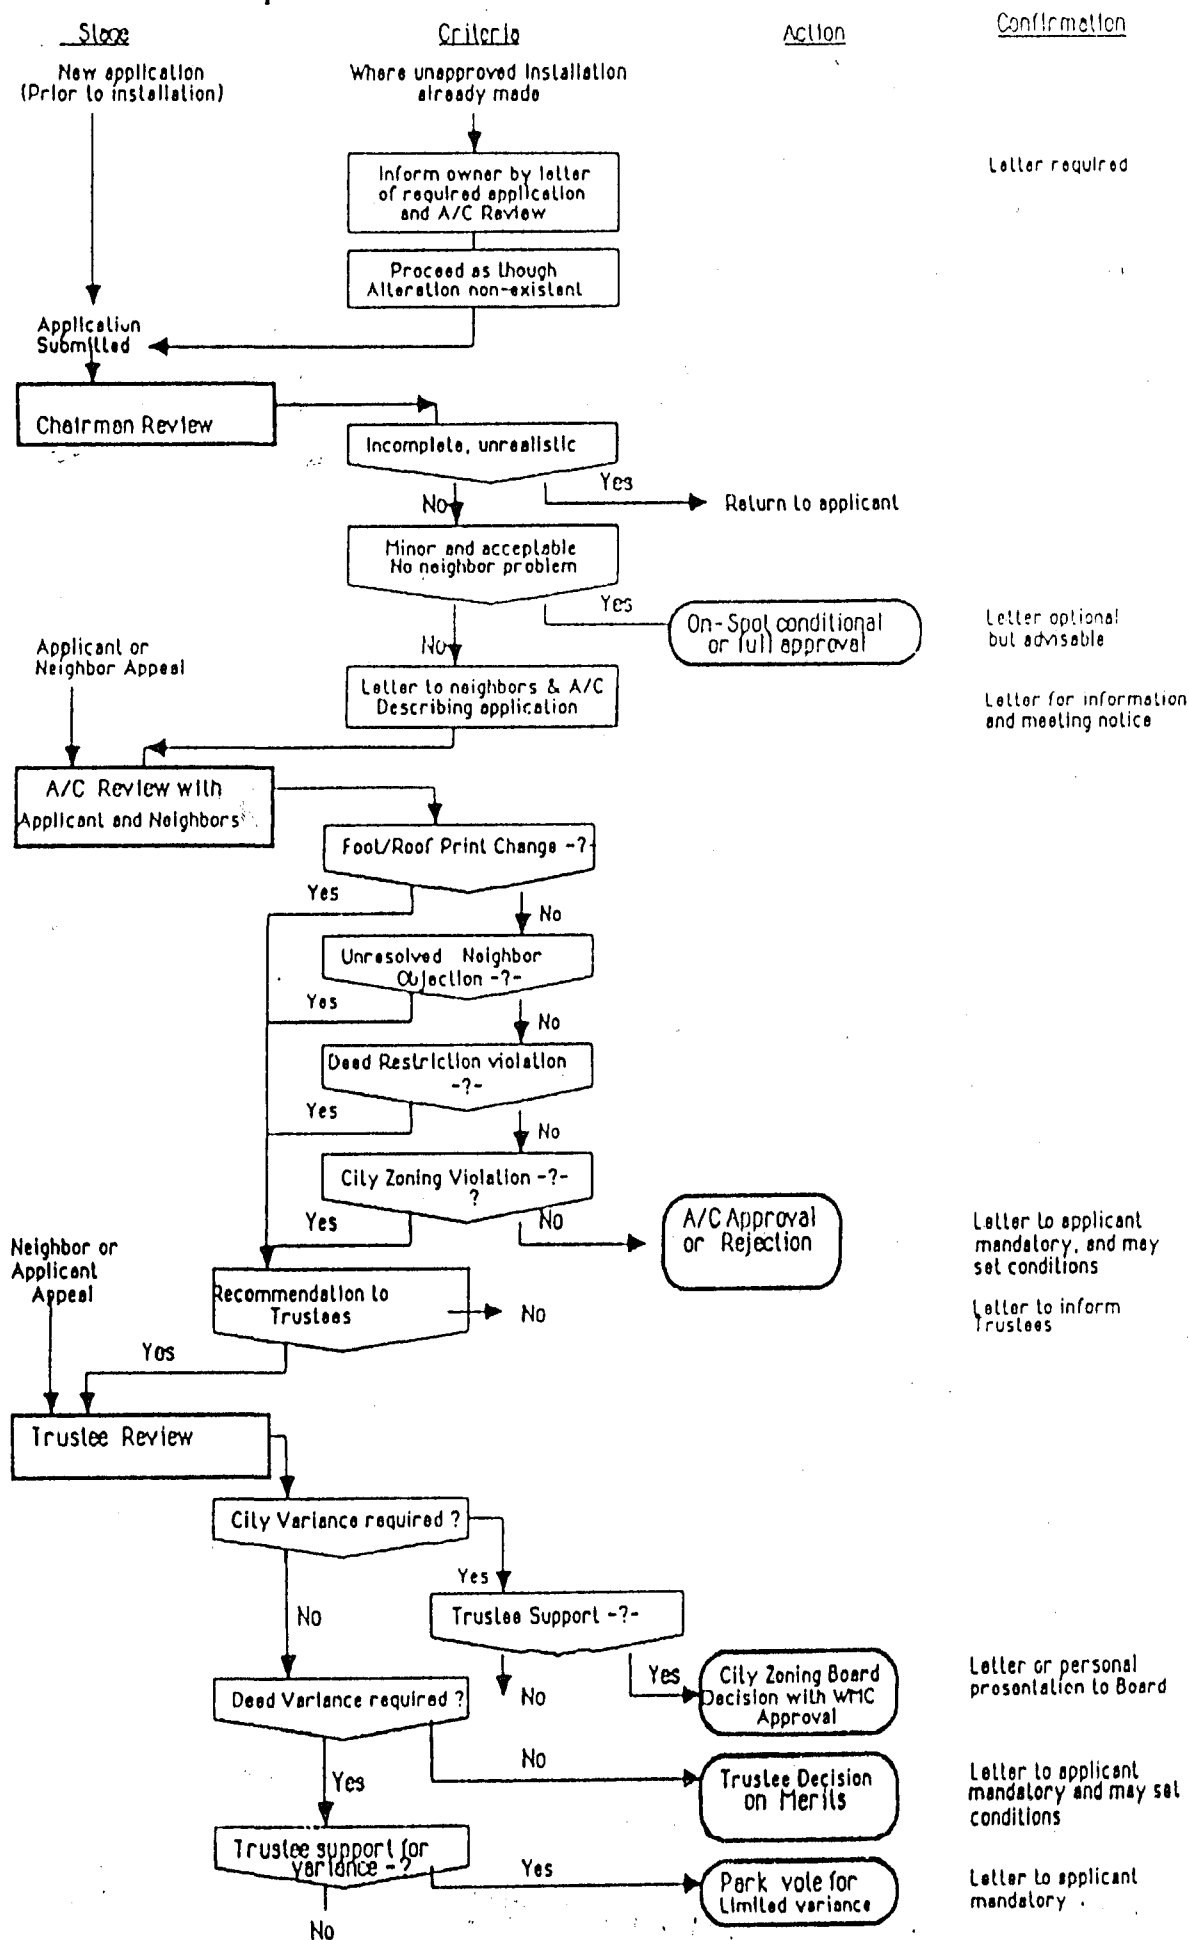 Stage
Criteria
Action
Confirmation
New application
(Prior to installation)
Where unapproved Installation
already made
Inform owner by letter
of required application
and A/C Review
Letter required
Proceed as though
Alteration non-existent
Application
Submitted
Chairman Review
Incomplete, unrealistic
Yes
No
Return to applicant
Minor and acceptable
No neighbor problem
Yes
No
On-Spot conditional
or full approval
Letter optional
but advisable
Applicant or
Neighbor Appeal
Letter to neighbors & A/C
Describing application
Letter for information
and meeting notice
A/C Review with
Applicant and Neighbors
Foot/Roof Print Change -?-
Yes
No
Unresolved Neighbor
Objection -?-
Yes
No
Deed Restriction violation
-?-
Yes
No
City Zoning Violation -?-
?
Yes
No
A/C Approval
or Rejection
Letter to applicant
mandatory, and may
set conditions
Neighbor or
Applicant
Appeal
Recommendation to
Trustees
No
Letter to inform
Trustees
Yes
Trustee Review
City Variance required ?
Yes
No
Trustee Support -?-
No
Yes
City Zoning Board
Decision with WMC
Approval
Letter or personal
presentation to Board
Deed Variance required ?
No
Yes
Trustee Decision
on Merits
Letter to applicant
mandatory and may set
conditions
Trustee support for
variance -?
Yes
No
Park vote for
Limited variance
Letter to applicant
mandatory